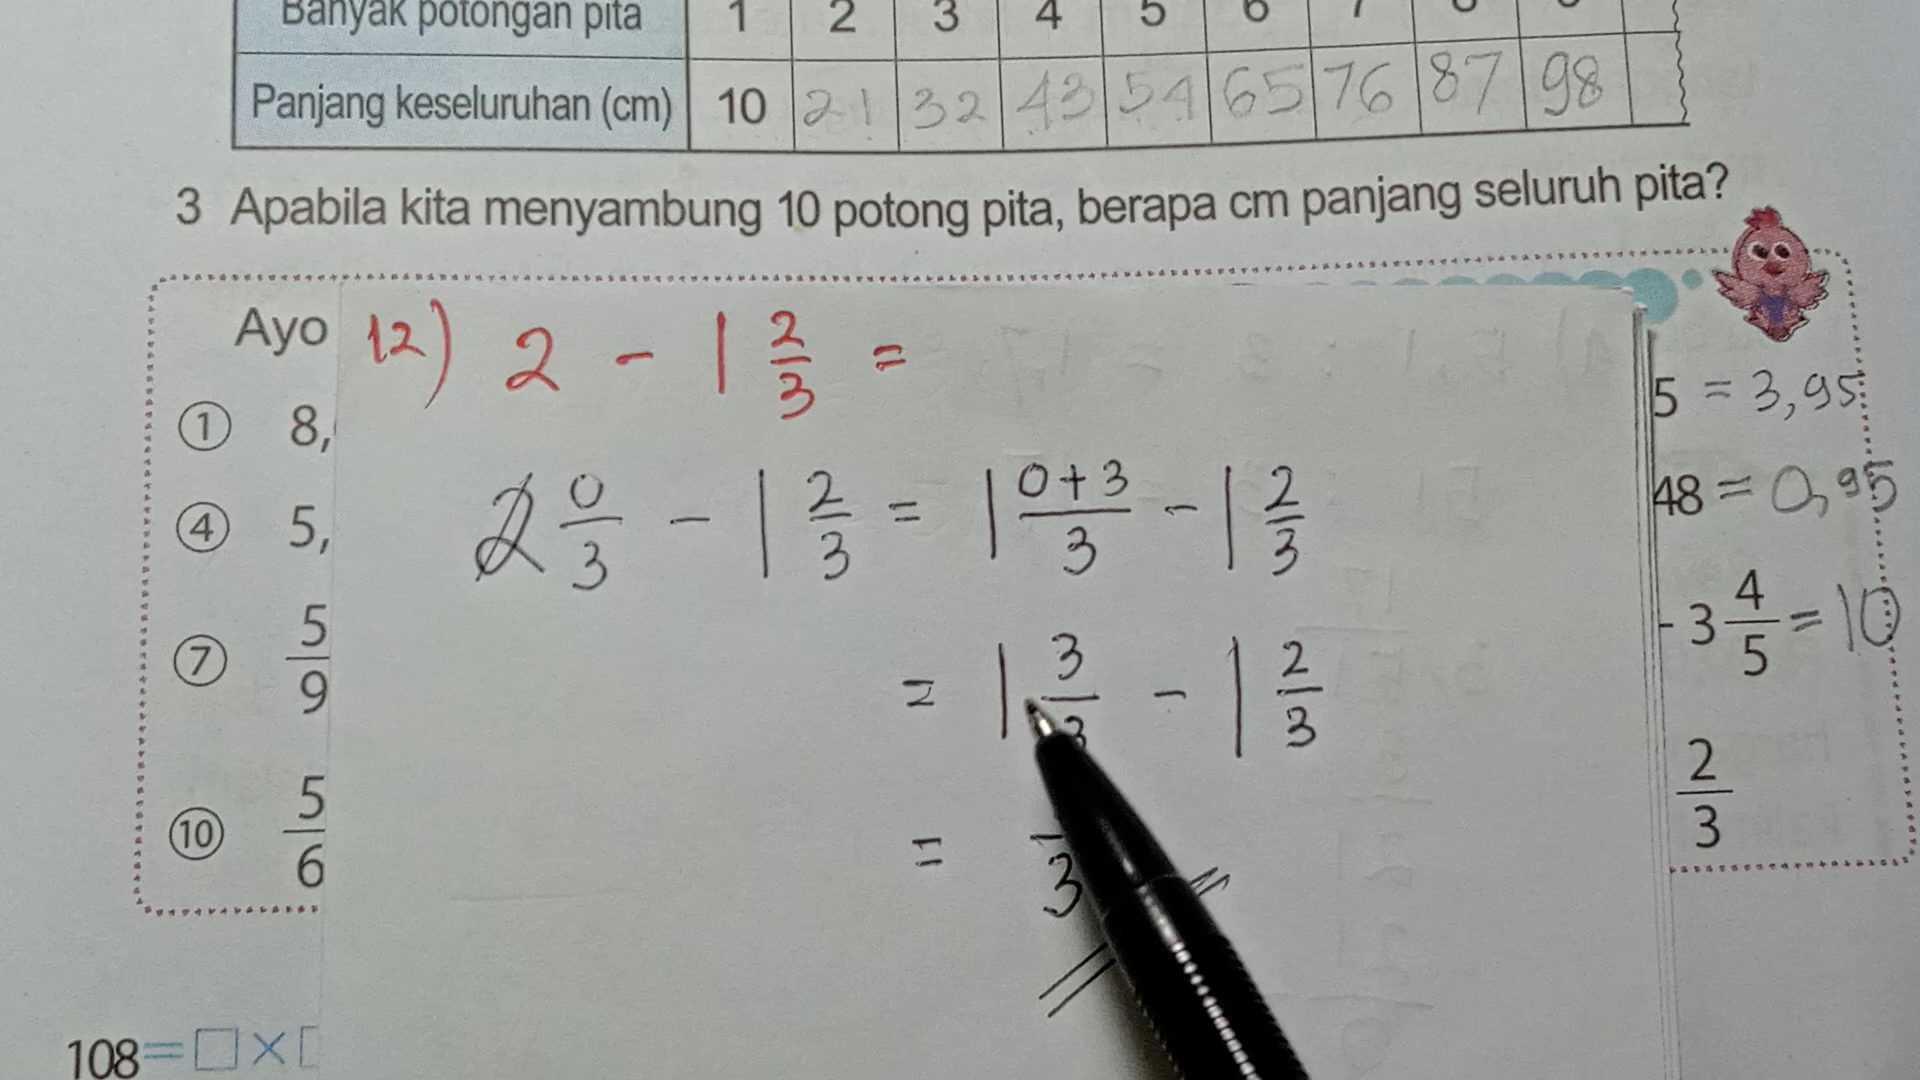 Banyak potongan pita 1 2 3 4 5 6
Panjang keseluruhan (cm) 10 21 32 43 54 65 76 87 98
3 Apabila kita menyambung 10 potong pita, berapa cm panjang seluruh pita?
Ayo
12) 2 - 1 2/3 =
① 8,
5 = 3,95
2 0/3 - 1 2/3 = 1 0+3/3 - 1 2/3
④ 5,
48 = 0,95
= 1 3/3 - 1 2/3
⑦ 5/9
- 3 4/5 = 10
= /3
⑩ 5/6
2/3
108 = □ ×